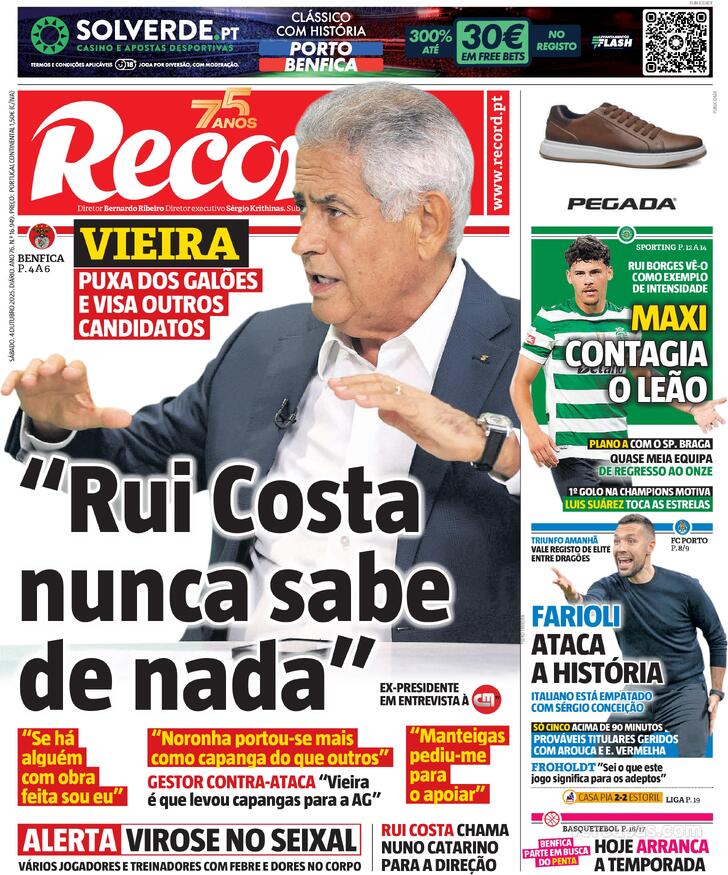 PUBLICIDADE
SOLVERDE.PT
CASINO E APOSTAS DESPORTIVAS
TERMOS E CONDIÇÕES APLICÁVEIS +18 JOGA POR DIVERSÃO, COM MODERAÇÃO.
CLÁSSICO
COM HISTÓRIA
PORTO
BENFICA
300%
ATÉ
30€
EM FREE BETS
NO
REGISTO
FLASH
SÁBADO, 4 OUTUBRO 2025. DIÁRIO. ANO 76. N.º 16.949. PREÇO: PORTUGAL CONTINENTAL 1,50€ (C/IVA)
75
ANOS
Record
www.record.pt
Diretor Bernardo Ribeiro Diretor executivo Sérgio Krithinas.
BENFICA
P. 4 A 6
VIEIRA
PUXA DOS GALÕES
E VISA OUTROS
CANDIDATOS
“Rui Costa
nunca sabe
de nada”
EX-PRESIDENTE
EM ENTREVISTA À
“Se há
alguém
com obra
feita sou eu”
“Noronha portou-se mais
como capanga do que outros”
GESTOR CONTRA-ATACA “Vieira
é que levou capangas para a AG”
“Manteigas
pediu-me
para
o apoiar”
ALERTA VIROSE NO SEIXAL
VÁRIOS JOGADORES E TREINADORES COM FEBRE E DORES NO CORPO
RUI COSTA CHAMA
NUNO CATARINO
PARA A DIREÇÃO
PUBLICIDADE
PEGADA
SPORTING P. 12 A 14
RUI BORGES VÊ-O
COMO EXEMPLO
DE INTENSIDADE
MAXI
CONTAGIA
O LEÃO
Betano
PLANO A COM O SP. BRAGA
QUASE MEIA EQUIPA
DE REGRESSO AO ONZE
1º GOLO NA CHAMPIONS MOTIVA
LUIS SUÁREZ TOCA AS ESTRELAS
TRIUNFO AMANHÃ
VALE REGISTO DE ELITE
ENTRE DRAGÕES
FC PORTO
P. 8/9
FARIOLI
ATACA
A HISTÓRIA
ITALIANO ESTÁ EMPATADO
COM SÉRGIO CONCEIÇÃO
SÓ CINCO ACIMA DE 90 MINUTOS
PROVÁVEIS TITULARES GERIDOS
COM AROUCA E E. VERMELHA
FROHOLDT “Sei o que este
jogo significa para os adeptos”
CASA PIA 2-2 ESTORIL LIGA P. 19
BASQUETEBOL P. 16/17
BENFICA
PARTE EM BUSCA
DO PENTA
HOJE ARRANCA
A TEMPORADA